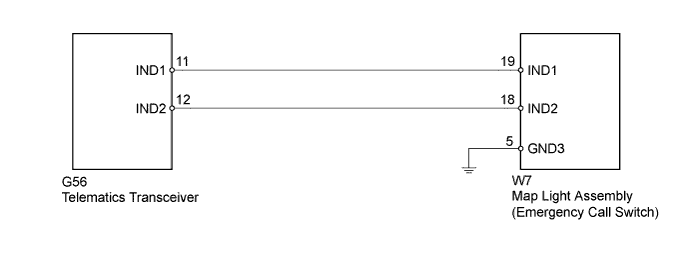 11
19
IND1
IND1
12
18
IND2
IND2
5
GND3
G56
Telematics Transceiver
W7
Map Light Assembly
(Emergency Call Switch)